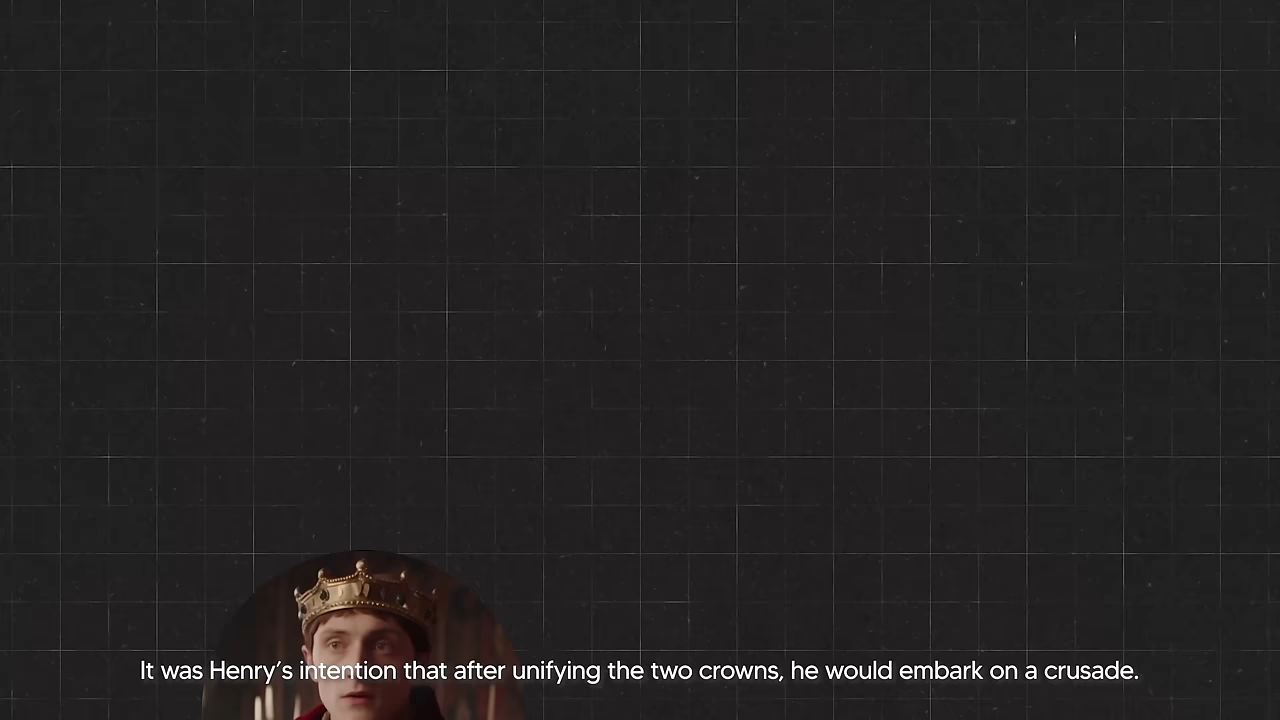 It was Henry’s intention that after unifying the two crowns, he would embark on a crusade.